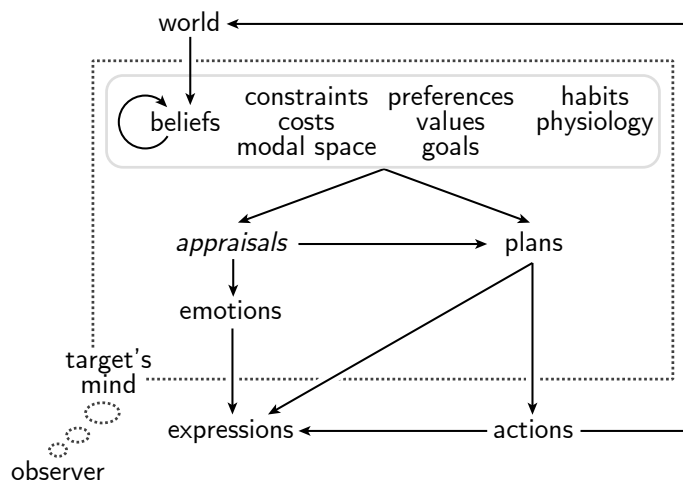 world
beliefs
constraints
costs
modal space
preferences
values
goals
habits
physiology
appraisals
plans
emotions
target's
mind
expressions
actions
observer